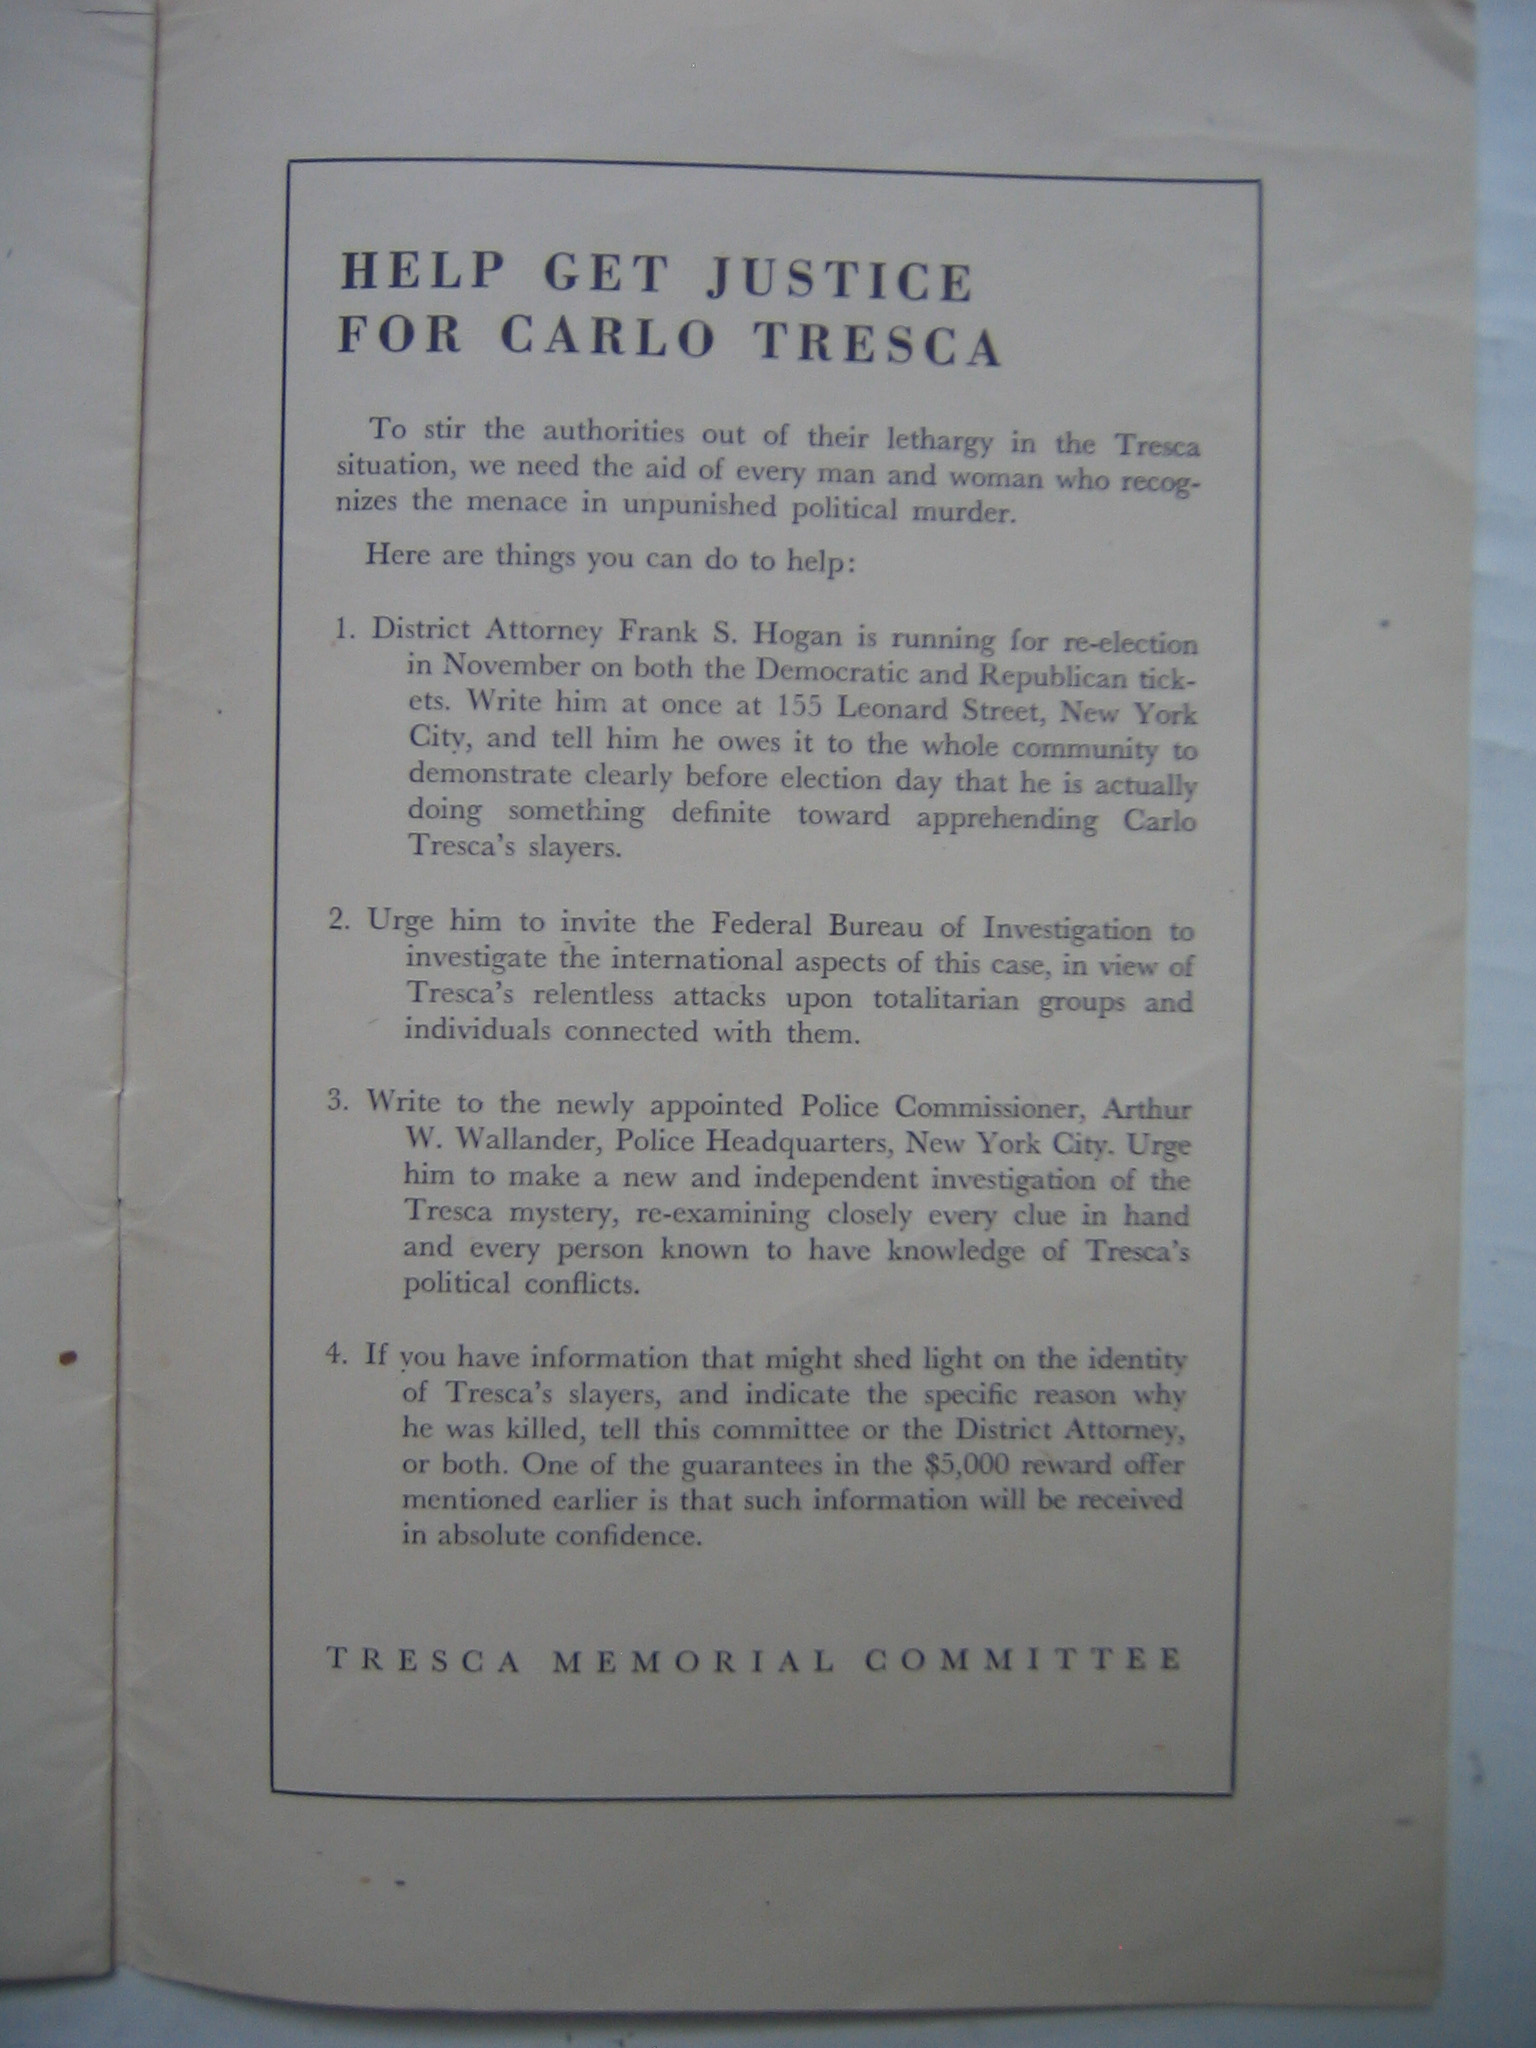 HELP GET JUSTICE
FOR CARLO TRESCA
To stir the authorities out of their lethargy in the Tresca
situation, we need the aid of every man and woman who recog-
nizes the menace in unpunished political murder.
Here are things you can do to help:
1. District Attorney Frank S. Hogan is running for re-election
in November on both the Democratic and Republican tick-
ets. Write him at once at 155 Leonard Street, New York
City, and tell him he owes it to the whole community to
demonstrate clearly before election day that he is actually
doing something definite toward apprehending Carlo
Tresca's slayers.
2. Urge him to invite the Federal Bureau of Investigation to
investigate the international aspects of this case, in view of
Tresca's relentless attacks upon totalitarian groups and
individuals connected with them.
3. Write to the newly appointed Police Commissioner, Arthur
W. Wallander, Police Headquarters, New York City. Urge
him to make a new and independent investigation of the
Tresca mystery, re-examining closely every clue in hand
and every person known to have knowledge of Tresca's
political conflicts.
4. If you have information that might shed light on the identity
of Tresca's slayers, and indicate the specific reason why
he was killed, tell this committee or the District Attorney,
or both. One of the guarantees in the $5,000 reward offer
mentioned earlier is that such information will be received
in absolute confidence.
TRESCA MEMORIAL COMMITTEE